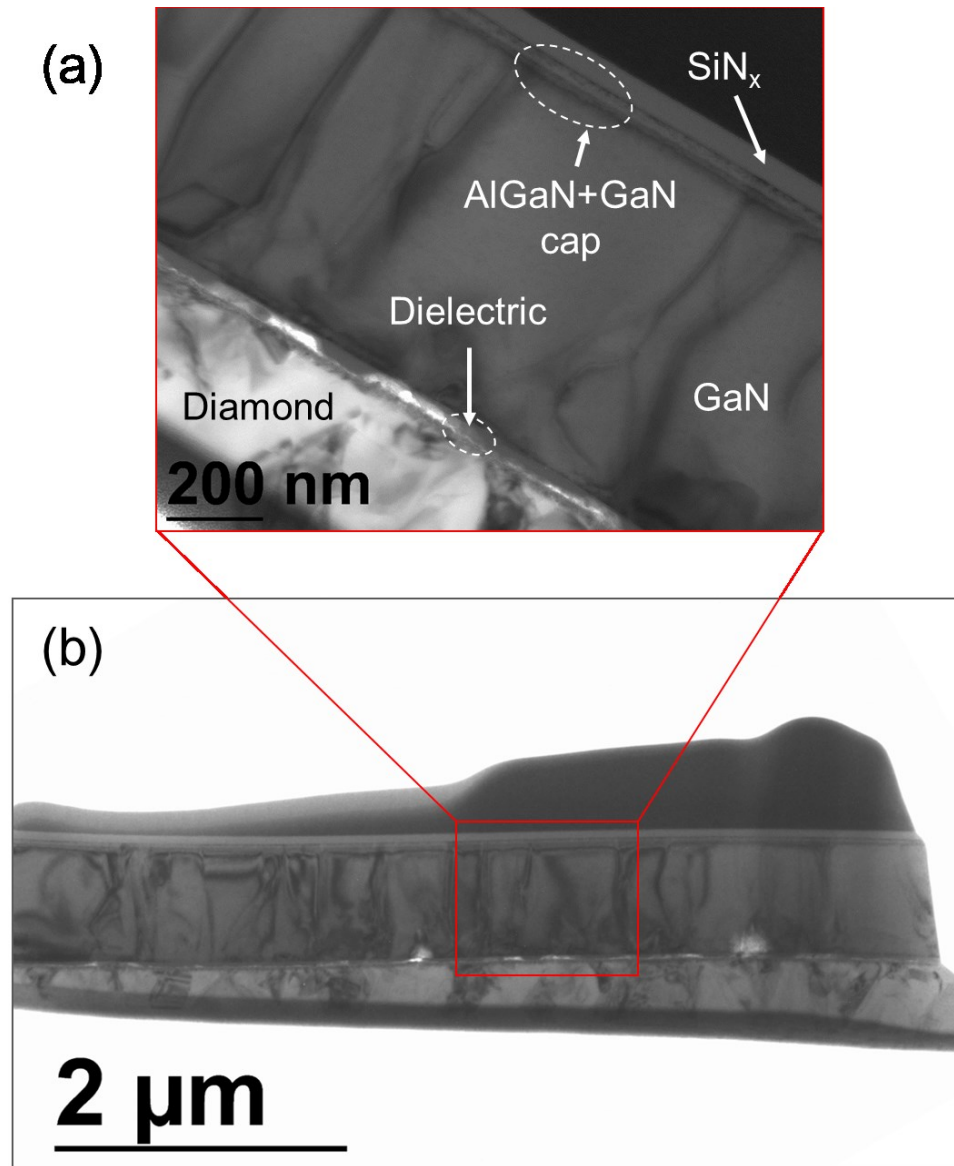 (a)
SiNₓ
AlGaN+GaN
cap
Dielectric
Diamond
GaN
200 nm
(b)
2 µm